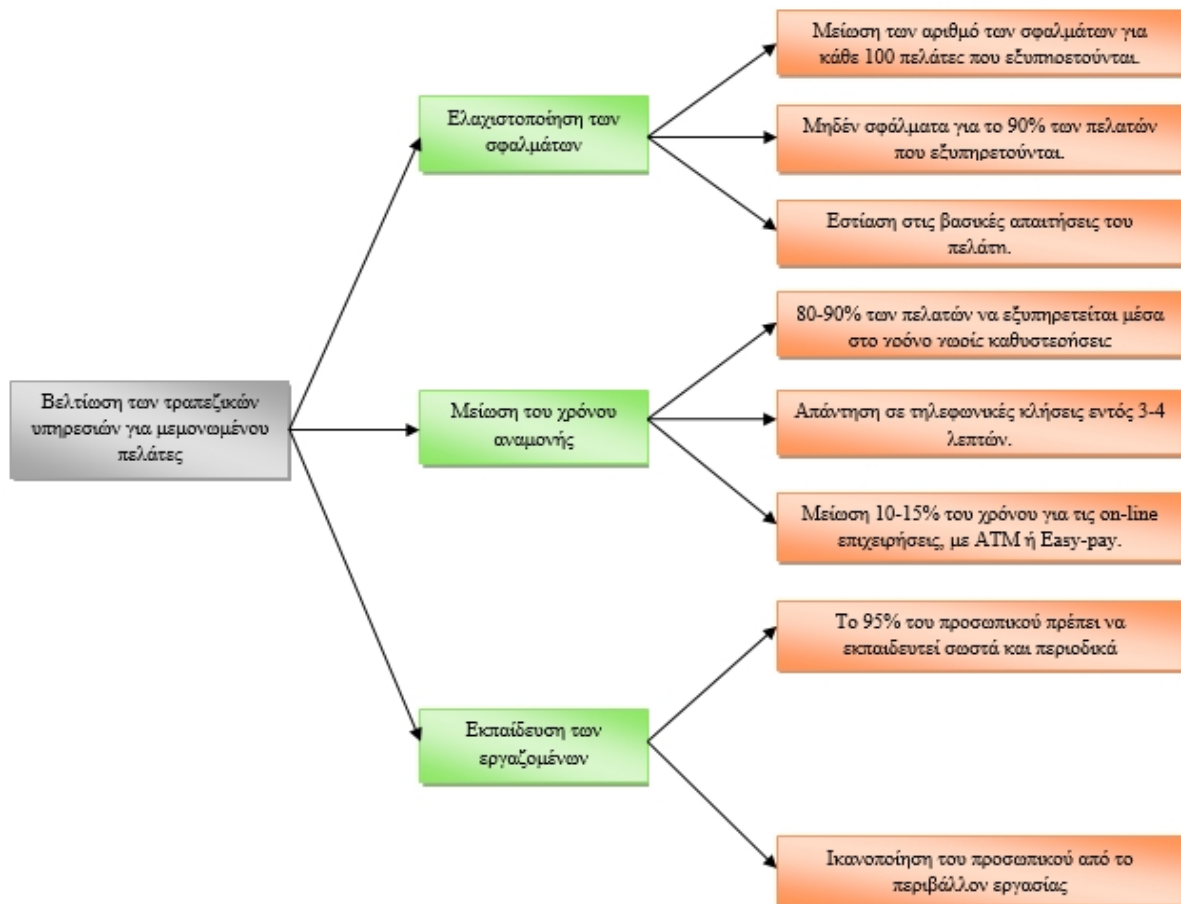 Μείωση των αριθμό των σφαλμάτων για
κάθε 100 πελάτες που εξυπηρετούνται.
Ελαχιστοποίηση των
σφαλμάτων
Μηδέν σφάλματα για το 90% των πελατών
που εξυπηρετούνται.
Εστίαση στις βασικές απαιτήσεις του
πελάτη.
Βελτίωση των τραπεζικών
υπηρεσιών για μεμονωμένου
πελάτες
Μείωση του χρόνου
αναμονής
80-90% των πελατών να εξυπηρετείται μέσα
στο χρόνο χωρίς καθυστερήσεις
Απάντηση σε τηλεφωνικές κλήσεις εντός 3-4
λεπτών.
Μείωση 10-15% του χρόνου για τις on-line
επιχειρήσεις, με ATM ή Easy-pay.
Εκπαίδευση των
εργαζομένων
Το 95% του προσωπικού πρέπει να
εκπαιδευτεί σωστά και περιοδικά
Ικανοποίηση του προσωπικού από το
περιβάλλον εργασίας